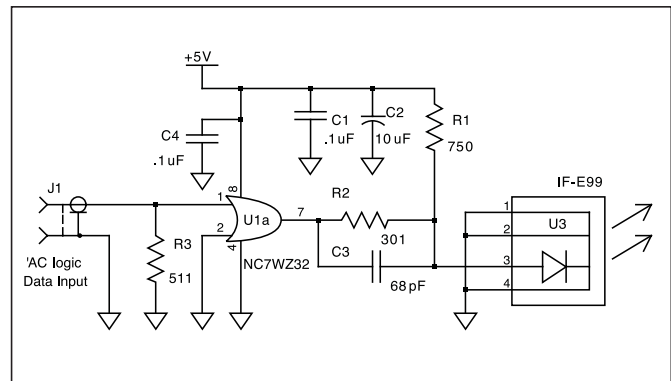 +5V
C4
.1uF
C1
.1uF
C2
10uF
R1
750
J1
'AC logic
Data Input
R3
511
1
2
8
4
U1a
7
NC7WZ32
R2
301
C3
68pF
IF-E99
U3
1
2
3
4